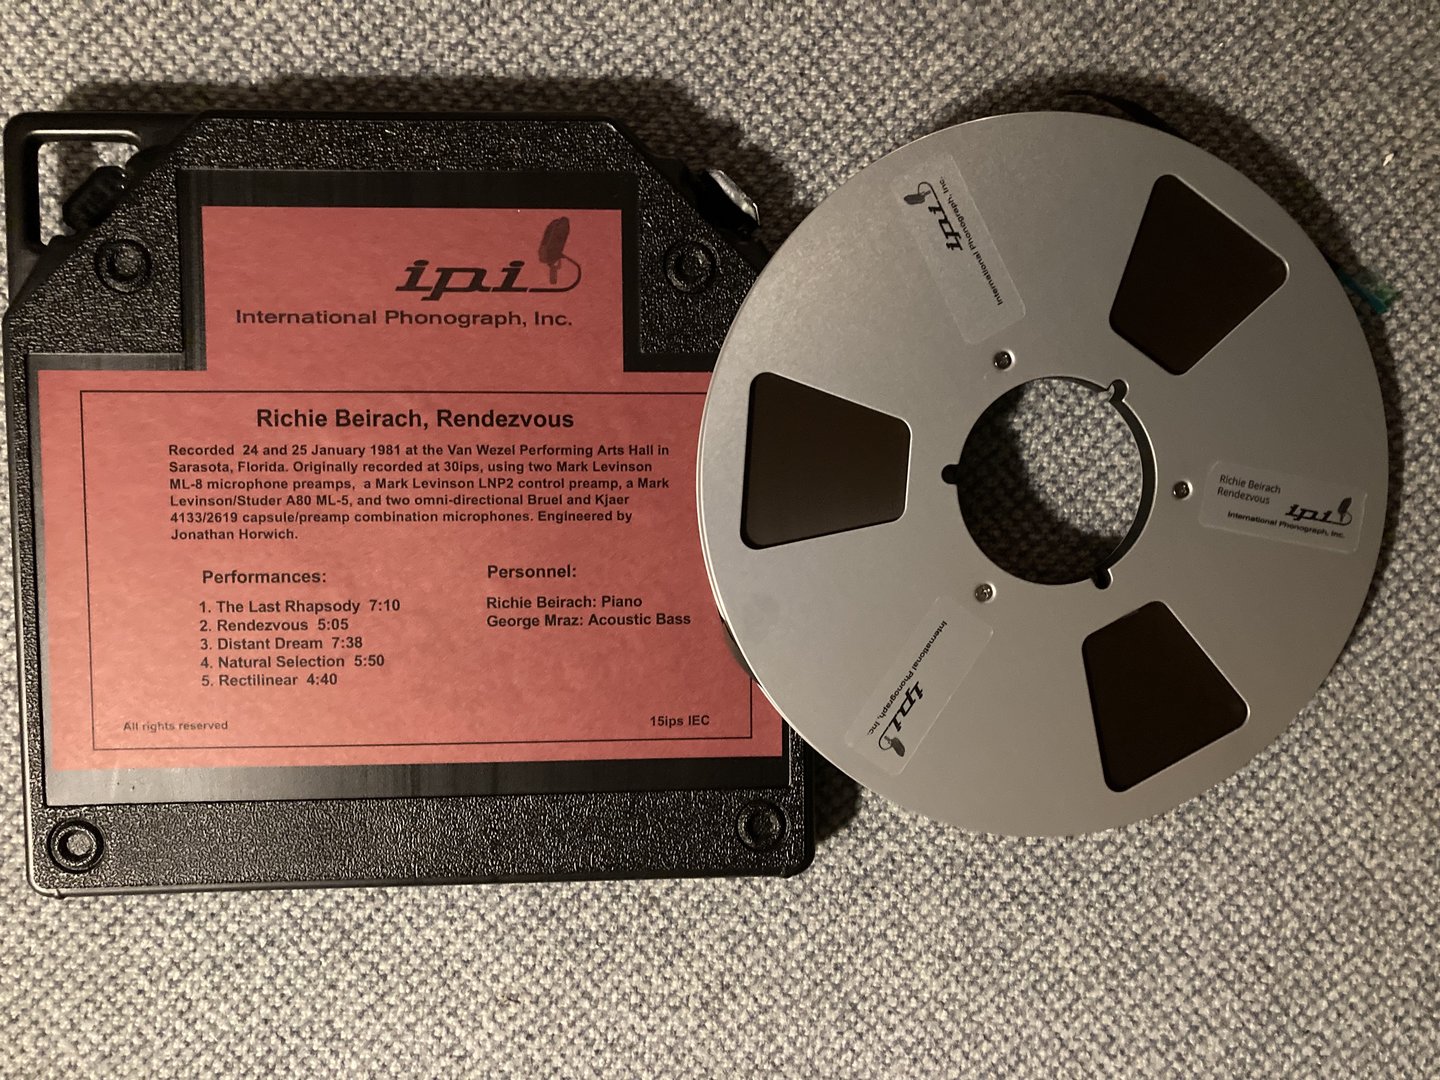 ipi
International Phonograph, Inc.
Richie Beirach, Rendezvous
Recorded 24 and 25 January 1981 at the Van Wezel Performing Arts Hall in
Sarasota, Florida. Originally recorded at 30ips, using two Mark Levinson
ML-8 microphone preamps, a Mark Levinson LNP2 control preamp, a Mark
Levinson/Studer A80 ML-5, and two omni-directional Bruel and Kjaer
4133/2619 capsule/preamp combination microphones. Engineered by
Jonathan Horwich.
Performances:
1. The Last Rhapsody 7:10
2. Rendezvous 5:05
3. Distant Dream 7:38
4. Natural Selection 5:50
5. Rectilinear 4:40
Personnel:
Richie Beirach: Piano
George Mraz: Acoustic Bass
All rights reserved
15ips IEC
ipi
International Phonograph, Inc.
Richie Beirach
Rendezvous
ipi
International Phonograph, Inc.
ipi
International Phonograph, Inc.